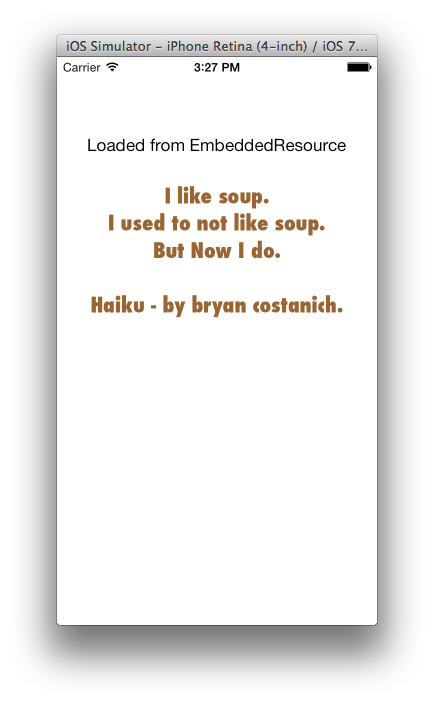 iOS Simulator – iPhone Retina (4-inch) / iOS 7...
Carrier 3:27 PM
Loaded from EmbeddedResource
I like soup.
I used to not like soup.
But Now I do.
Haiku - by bryan costanich.